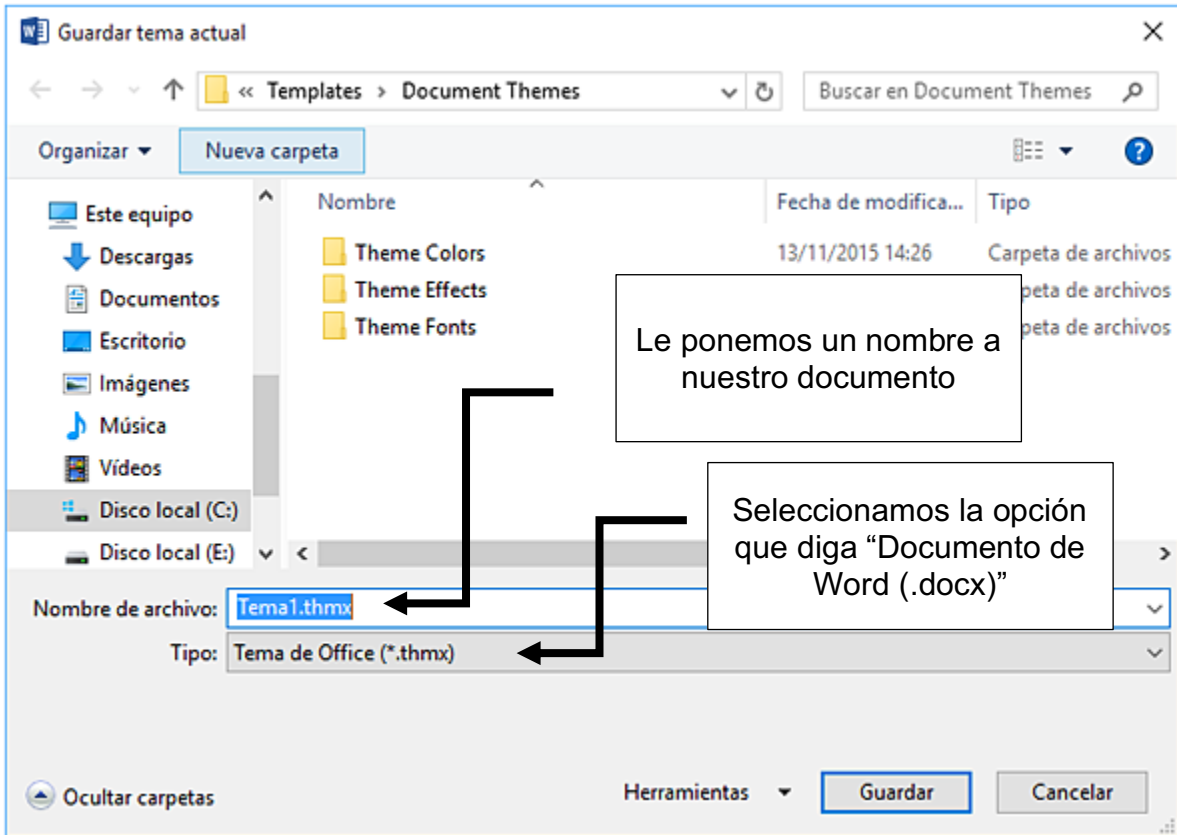 Guardar tema actual
« Templates > Document Themes
Buscar en Document Themes
Organizar
Nueva carpeta
Nombre
Fecha de modifica...
Tipo
Este equipo
Descargas
Documentos
Escritorio
Imágenes
Música
Vídeos
Disco local (C:)
Disco local (E:)
Theme Colors
13/11/2015 14:26
Carpeta de archivos
Theme Effects
peta de archivos
Theme Fonts
peta de archivos
Le ponemos un nombre a
nuestro documento
Seleccionamos la opción
que diga “Documento de
Word (.docx)”
Nombre de archivo: Tema1.thmx
Tipo: Tema de Office (*.thmx)
Ocultar carpetas
Herramientas
Guardar
Cancelar